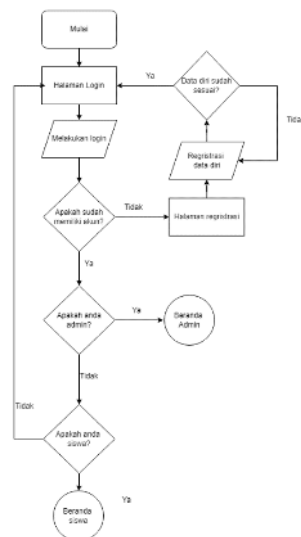 Mulai
Halaman Login
Ya
Data diri sudah
sesuai?
Tida
Melakukan login
Regristrasi
data diri
Apakah sudah
memiliki akun?
Tidak
Halaman regristrasi
Ya
Apakah anda
admin?
Ya
Beranda
Admin
Tidak
Tidak
Apakah anda
siswa?
Ya
Beranda
siswa